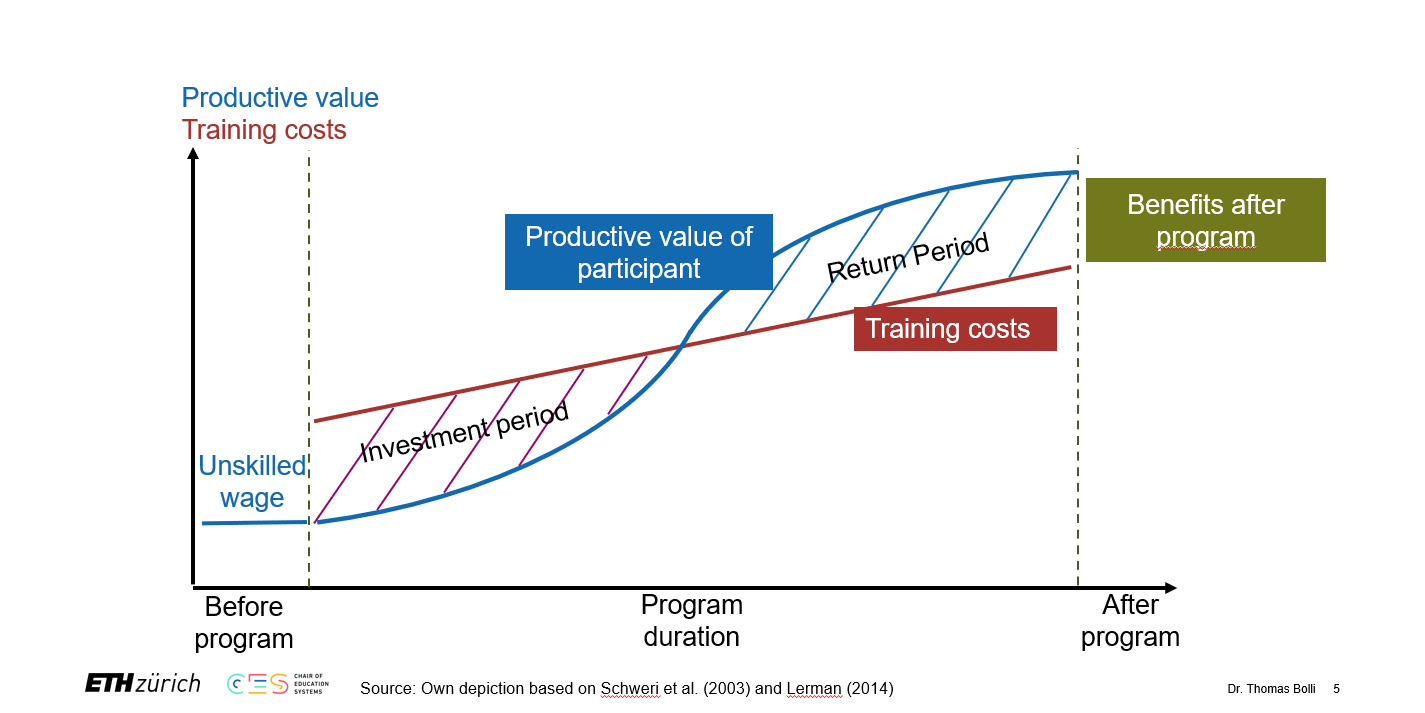 Productive value
Training costs
Productive value of
participant
Benefits after
program
Return Period
Training costs
Investment period
Unskilled
wage
Before
program
Program
duration
After
program
ETH zürich
CES
CHAIR OF
EDUCATION
SYSTEMS
Source: Own depiction based on Schweri et al. (2003) and Lerman (2014)
Dr. Thomas Bolli
5